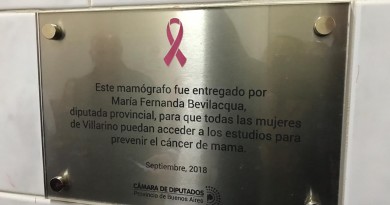 Este mamógrafo fue entregado por
María Fernanda Bevilacqua,
diputada provincial, para que todas las mujeres
de Villarino puedan acceder a los estudios para
prevenir el cáncer de mama.
Septiembre, 2018
CÁMARA DE DIPUTADOS
Provincia de Buenos Aires